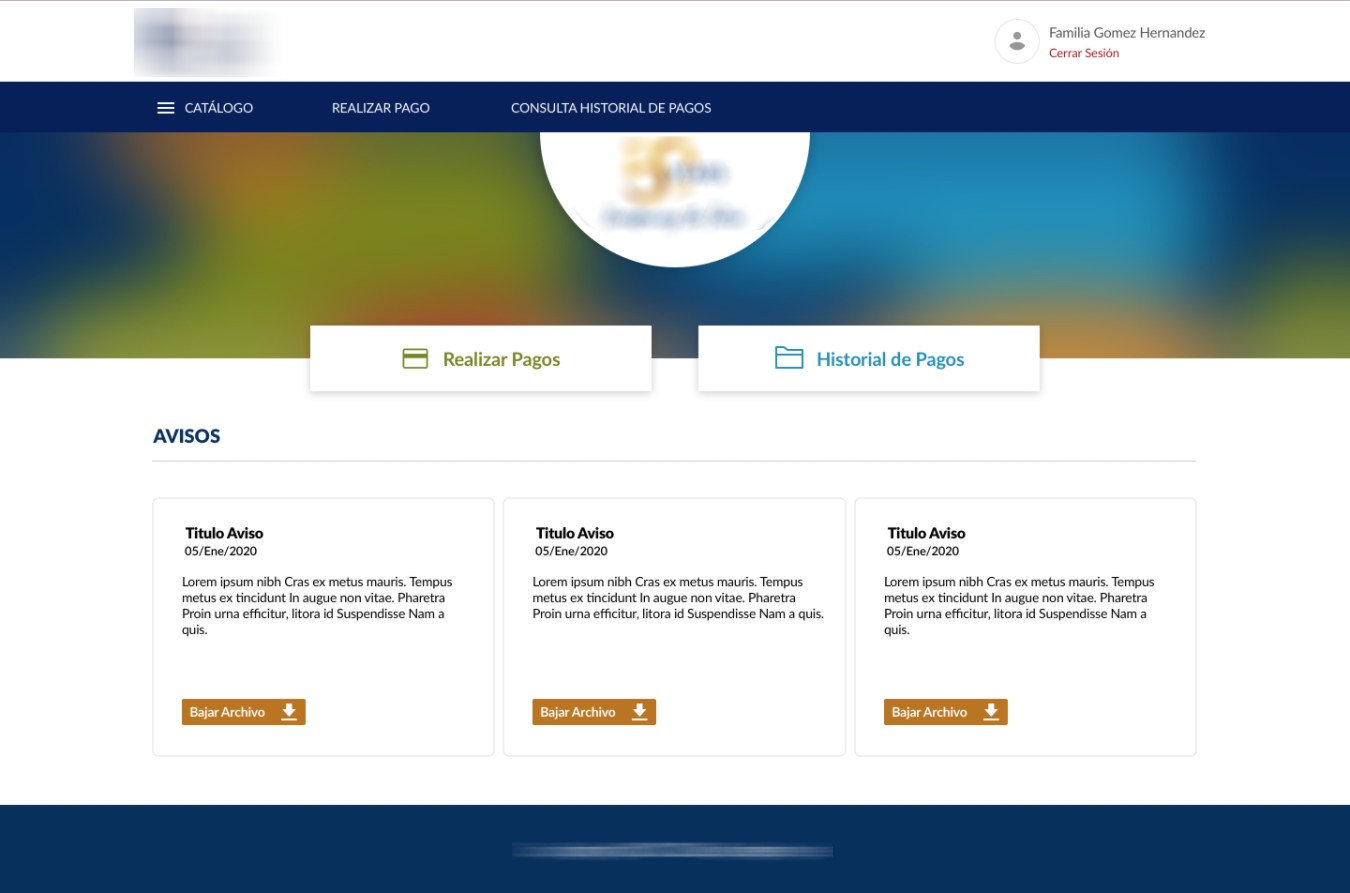 Familia Gomez Hernandez
Cerrar Sesión
CATÁLOGO
REALIZAR PAGO
CONSULTA HISTORIAL DE PAGOS
Realizar Pagos
Historial de Pagos
AVISOS
Titulo Aviso
05/Ene/2020
Lorem ipsum nibh Cras ex metus mauris. Tempus
metus ex tincidunt In augue non vitae. Pharetra
Proin urna efficitur, litora id Suspendisse Nam a
quis.
Bajar Archivo
Titulo Aviso
05/Ene/2020
Lorem ipsum nibh Cras ex metus mauris. Tempus
metus ex tincidunt In augue non vitae. Pharetra
Proin urna efficitur, litora id Suspendisse Nam a quis.
Bajar Archivo
Titulo Aviso
05/Ene/2020
Lorem ipsum nibh Cras ex metus mauris. Tempus
metus ex tincidunt In augue non vitae. Pharetra
Proin urna efficitur, litora id Suspendisse Nam a
quis.
Bajar Archivo